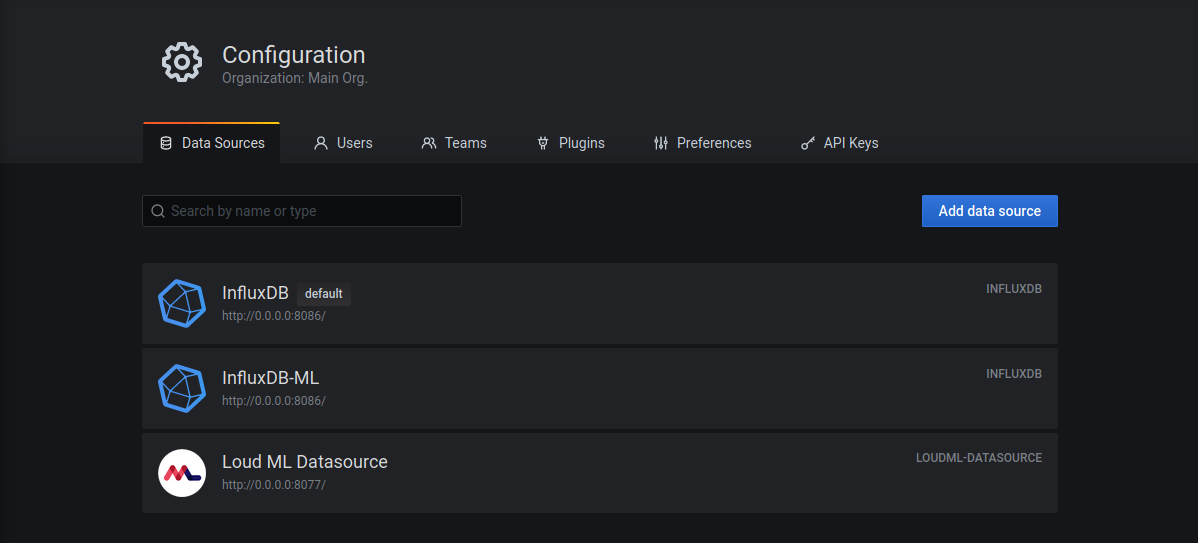 Configuration
Organization: Main Org.
Data Sources Users Teams Plugins Preferences API Keys
Search by name or type Add data source
InfluxDB default INFLUXDB
http://0.0.0.0:8086/
InfluxDB-ML INFLUXDB
http://0.0.0.0:8086/
Loud ML Datasource LOUDML-DATASOURCE
http://0.0.0.0:8077/